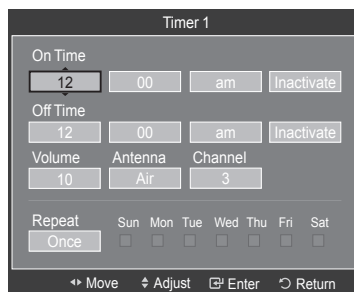 Timer 1
On Time
12 00 am Inactivate
Off Time
12 00 am Inactivate
Volume Antenna Channel
10 Air 3
Repeat Sun Mon Tue Wed Thu Fri Sat
Once
Move Adjust Enter Return